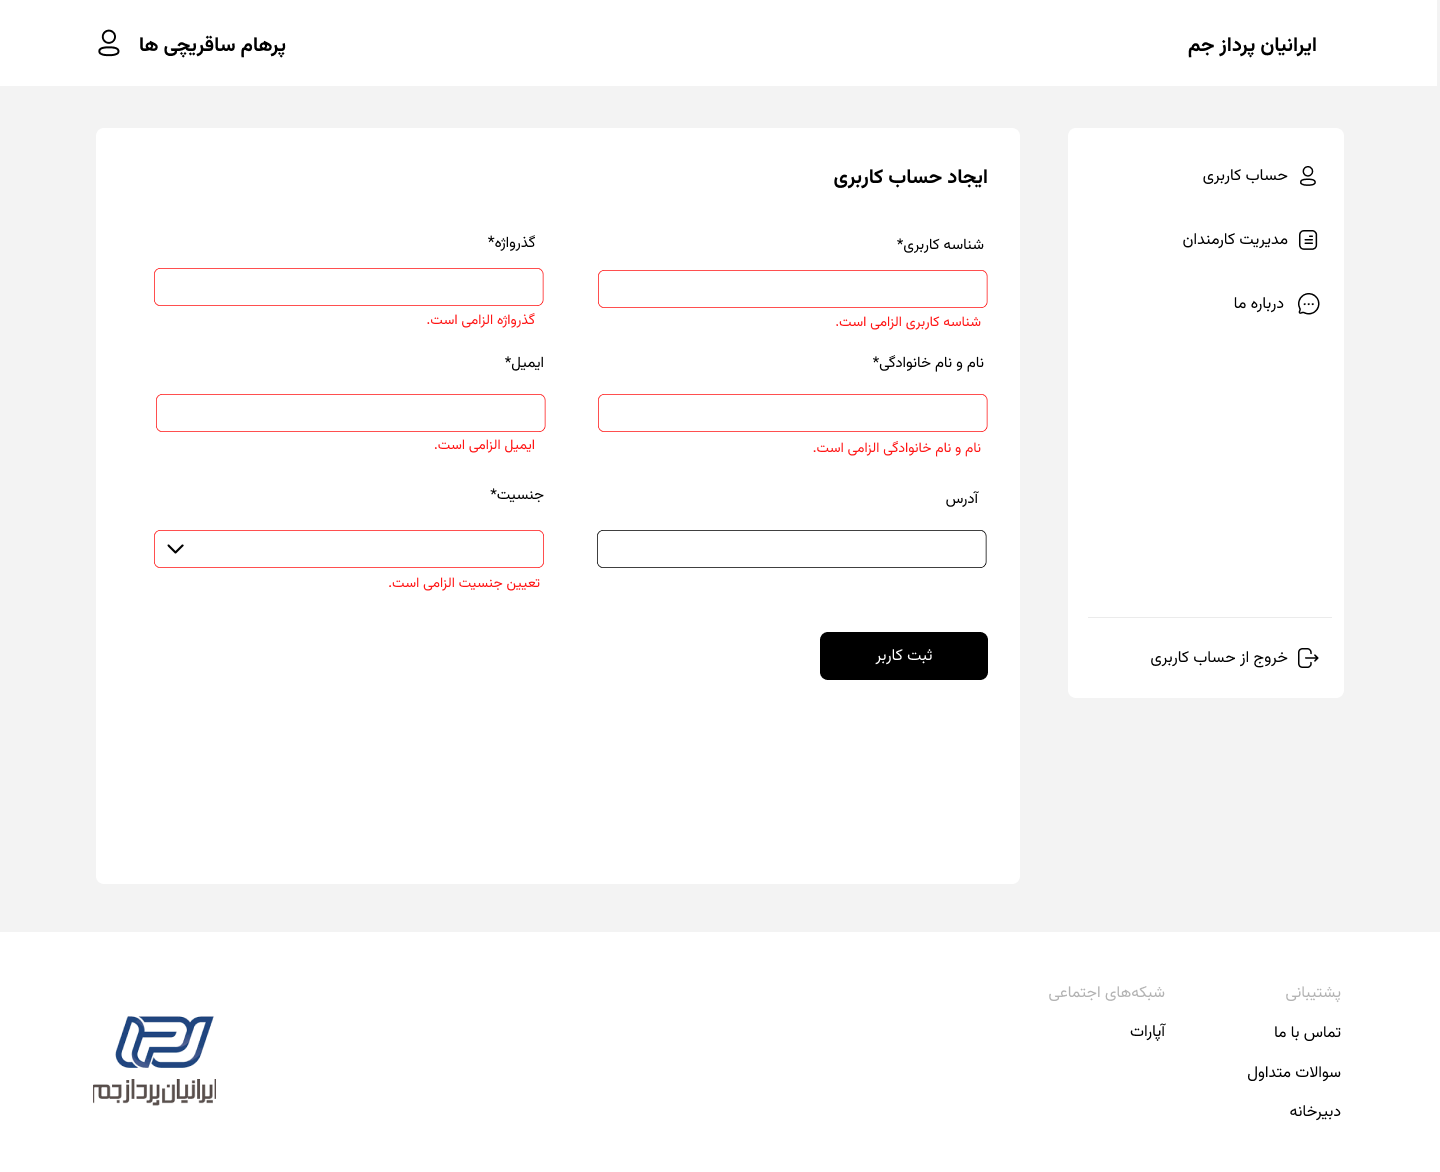 ایرانیان پرداز جم
پرهام ساقریچی ها
حساب کاربری
مدیریت کارمندان
درباره ما
خروج از حساب کاربری
ایجاد حساب کاربری
شناسه کاربری*
گذرواژه*
شناسه کاربری الزامی است.
گذرواژه الزامی است.
نام و نام خانوادگی*
ایمیل*
نام و نام خانوادگی الزامی است.
ایمیل الزامی است.
آدرس
جنسیت*
تعیین جنسیت الزامی است.
ثبت کاربر
پشتیبانی
تماس با ما
سوالات متداول
دبیرخانه
شبکه‌های اجتماعی
آپارات
ایرانیان پرداز جم